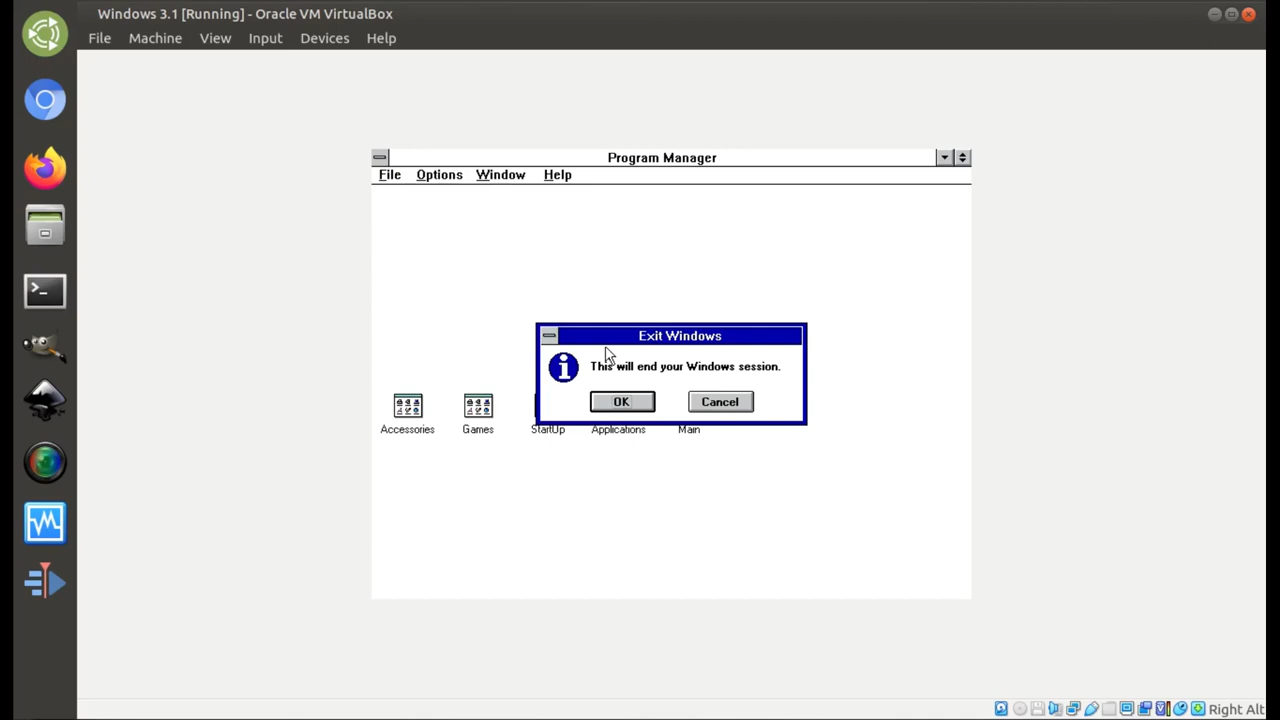 Windows 3.1 [Running] - Oracle VM VirtualBox
File Machine View Input Devices Help
Program Manager
File Options Window Help
Exit Windows
This will end your Windows session.
OK Cancel
Accessories Games StartUp Applications Main
Right Alt